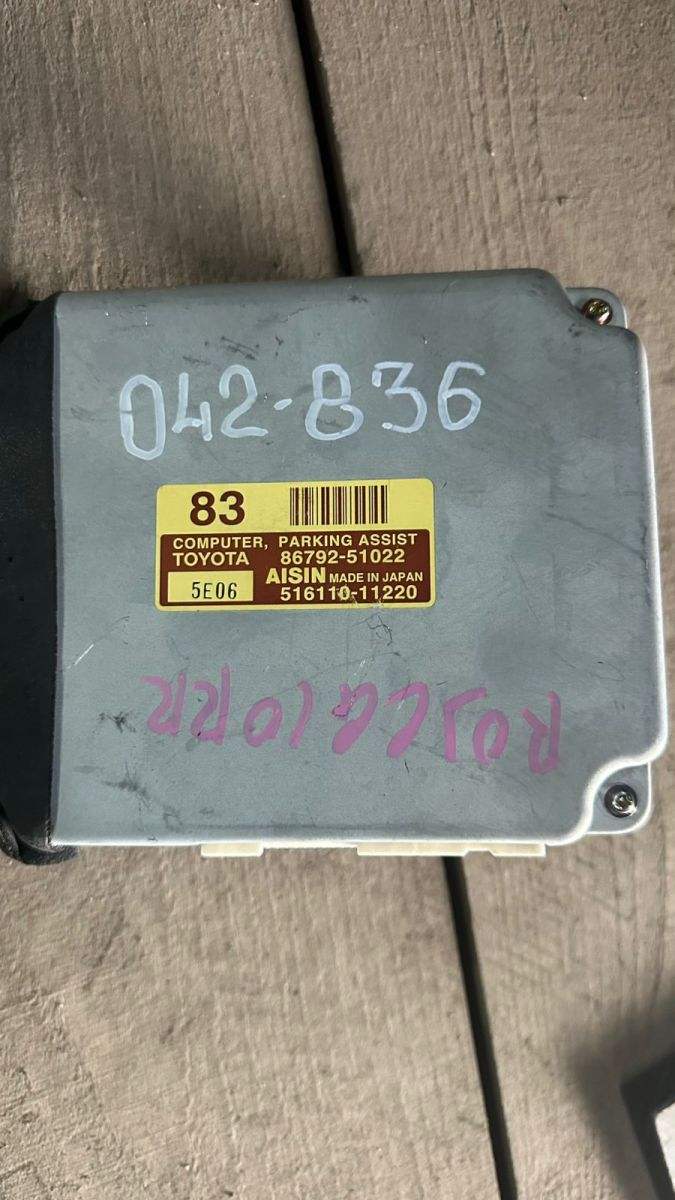 042-836
83
COMPUTER, PARKING ASSIST
TOYOTA 86792-51022
5E06 AISIN MADE IN JAPAN
516110-11220